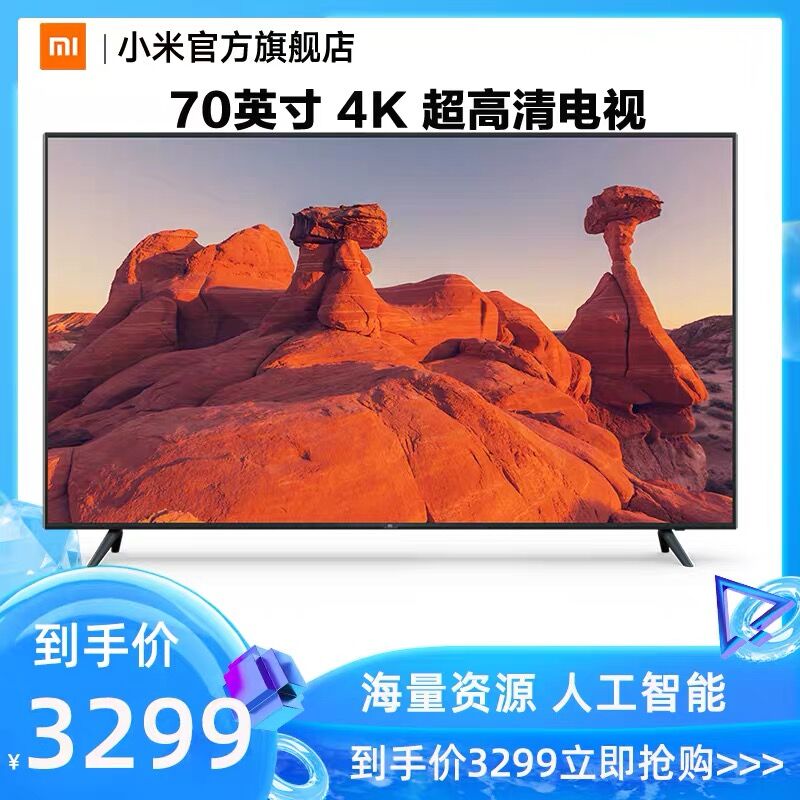 mi | 小米官方旗舰店
70英寸 4K 超高清电视
到手价
¥3299
海量资源 人工智能
到手价3299立即抢购>>>